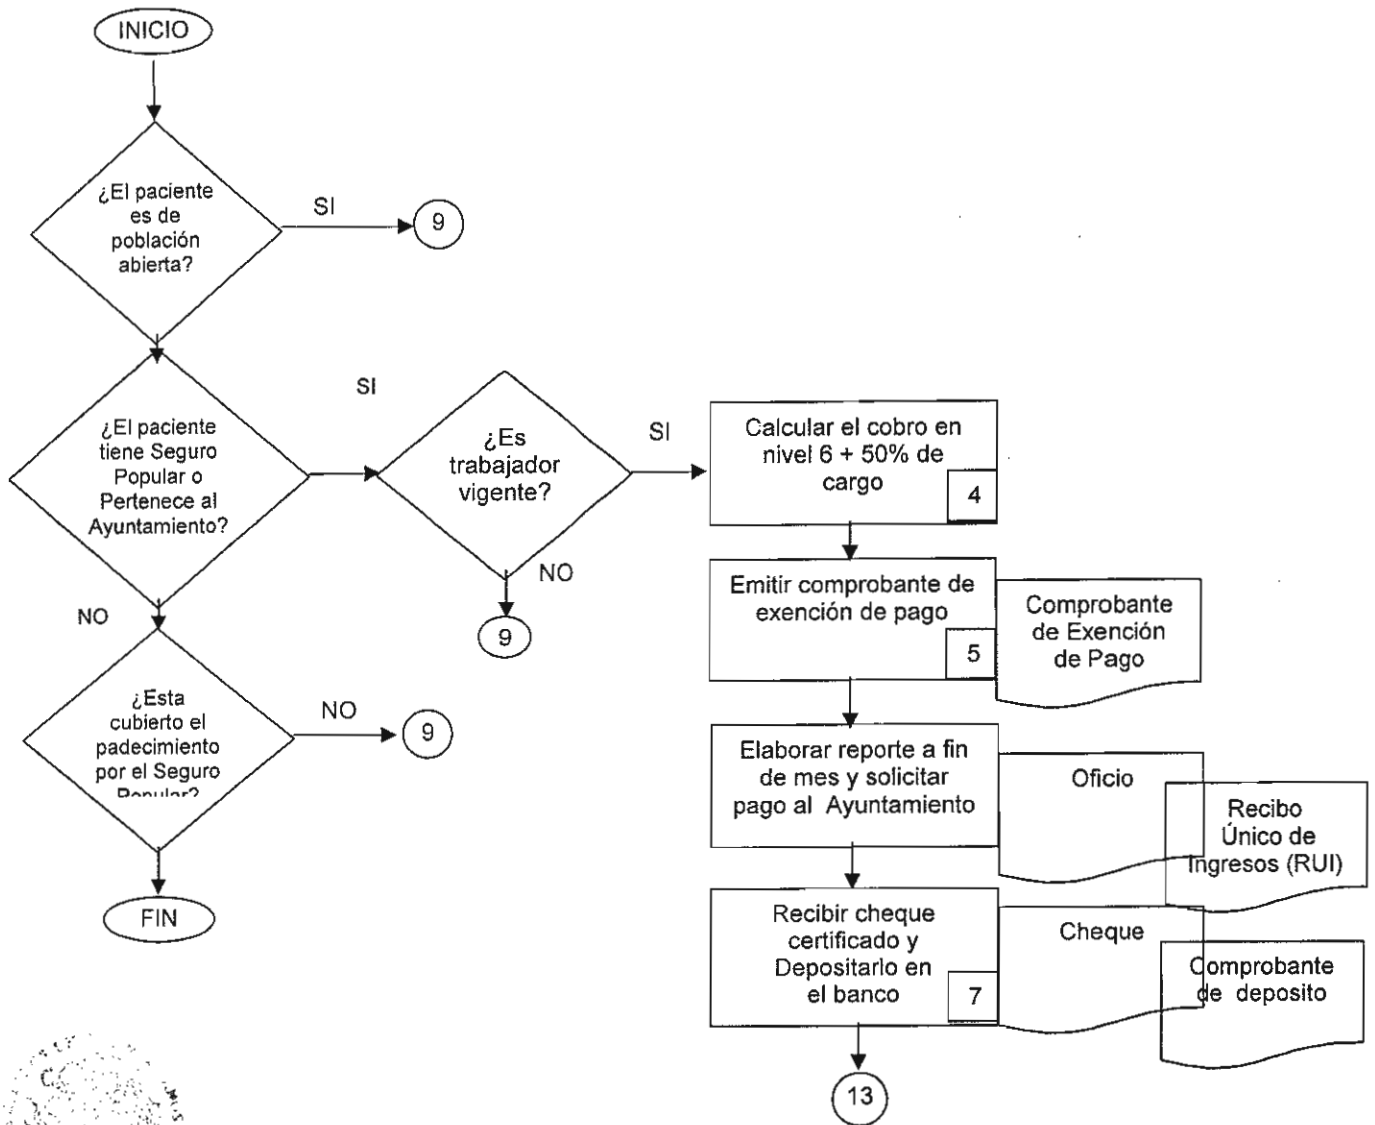 INICIO
¿El paciente
es de
población
abierta?
SI
9
¿El paciente
tiene Seguro
Popular o
Pertenece al
Ayuntamiento?
SI
¿Es
trabajador
vigente?
SI
NO
9
Calcular el cobro en
nivel 6 + 50% de
cargo
4
Emitir comprobante de
exención de pago
5
Comprobante
de Exención
de Pago
NO
¿Esta
cubierto el
padecimiento
por el Seguro
Popular?
NO
9
FIN
Elaborar reporte a fin
de mes y solicitar
pago al Ayuntamiento
Oficio
Recibo
Único de
Ingresos (RUI)
Recibir cheque
certificado y
Depositarlo en
el banco
7
Cheque
Comprobante
de deposito
13